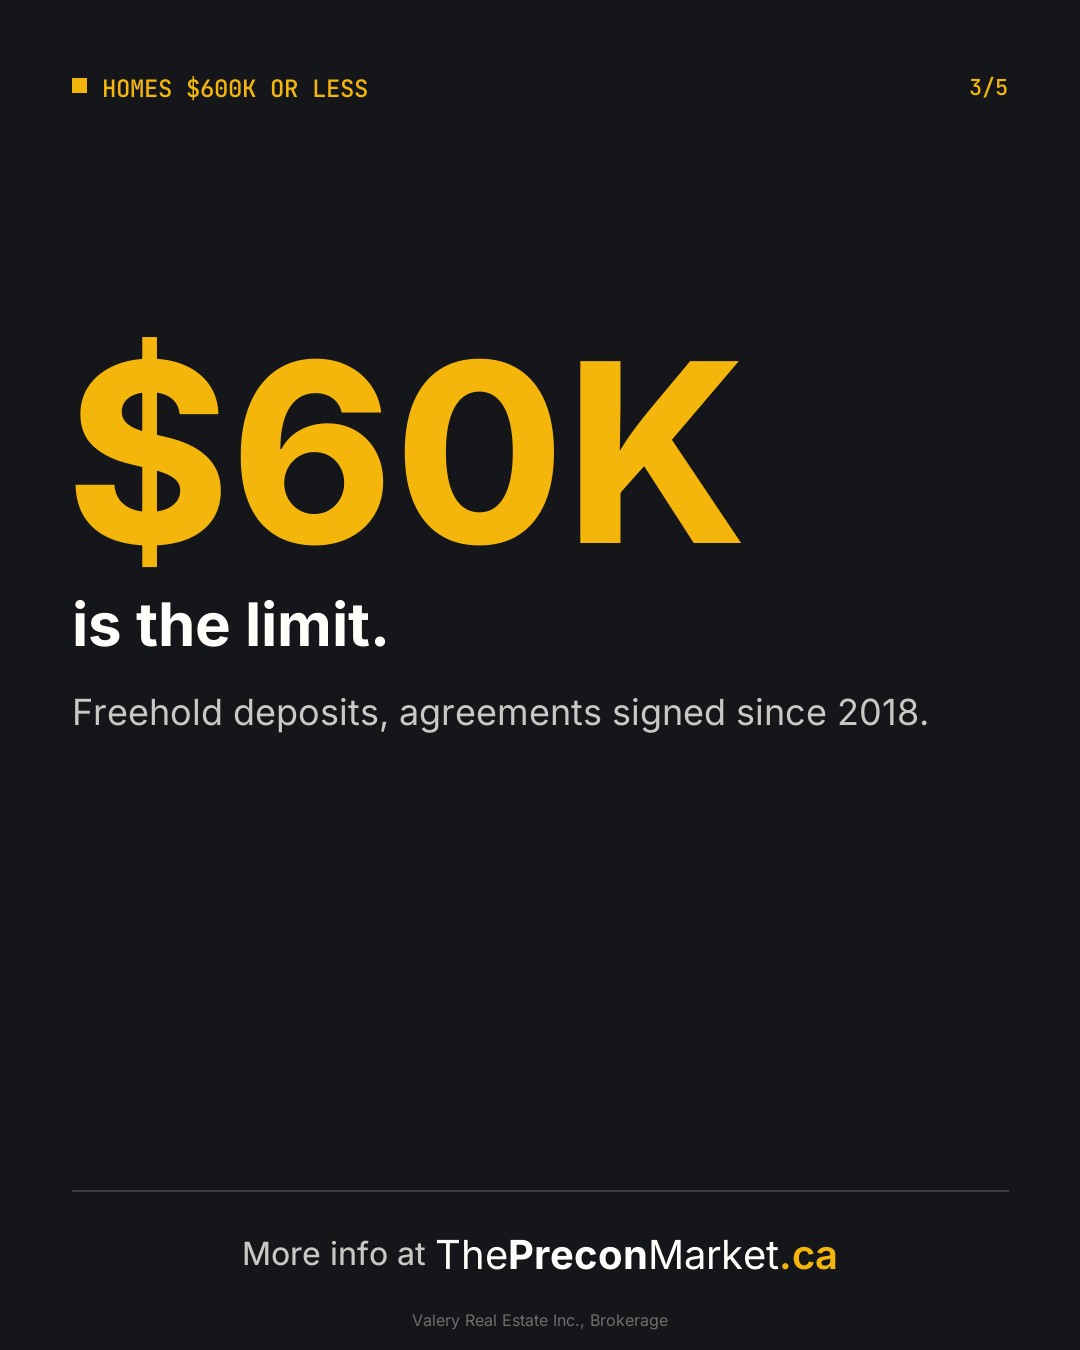 HOMES $600K OR LESS
3/5
$60K
is the limit.
Freehold deposits, agreements signed since 2018.
More info at ThePreconMarket.ca
Valery Real Estate Inc., Brokerage